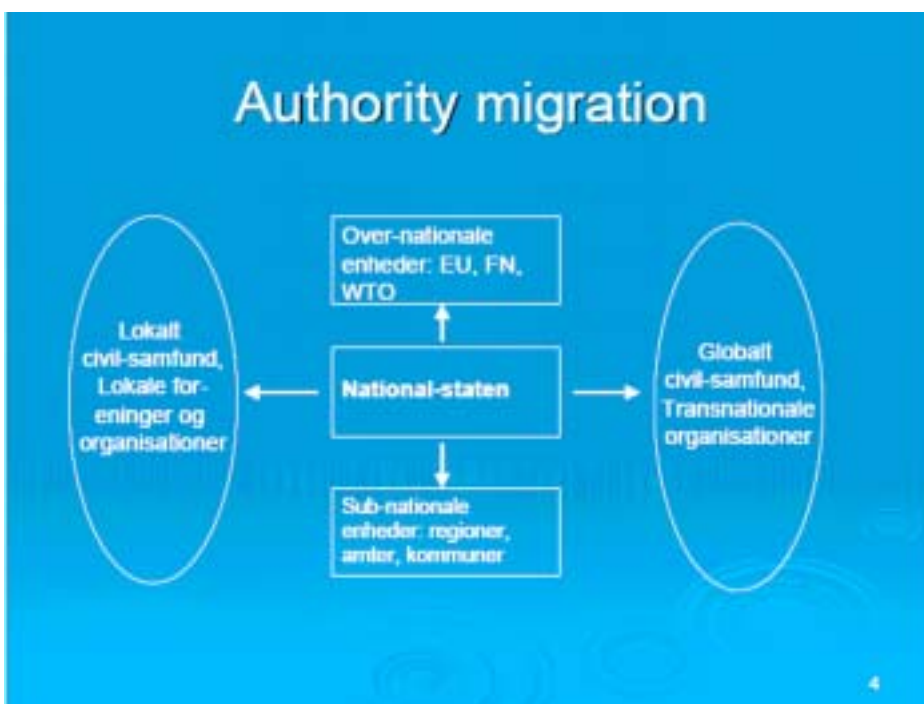 Authority migration
Over-nationale
enheder: EU, FN,
WTO
Lokalt
civil-samfund,
Lokale for-
eninger og
organisationer
National-staten
Globalt
civil-samfund,
Transnationale
organisationer
Sub-nationale
enheder: regioner,
amter, kommuner
4